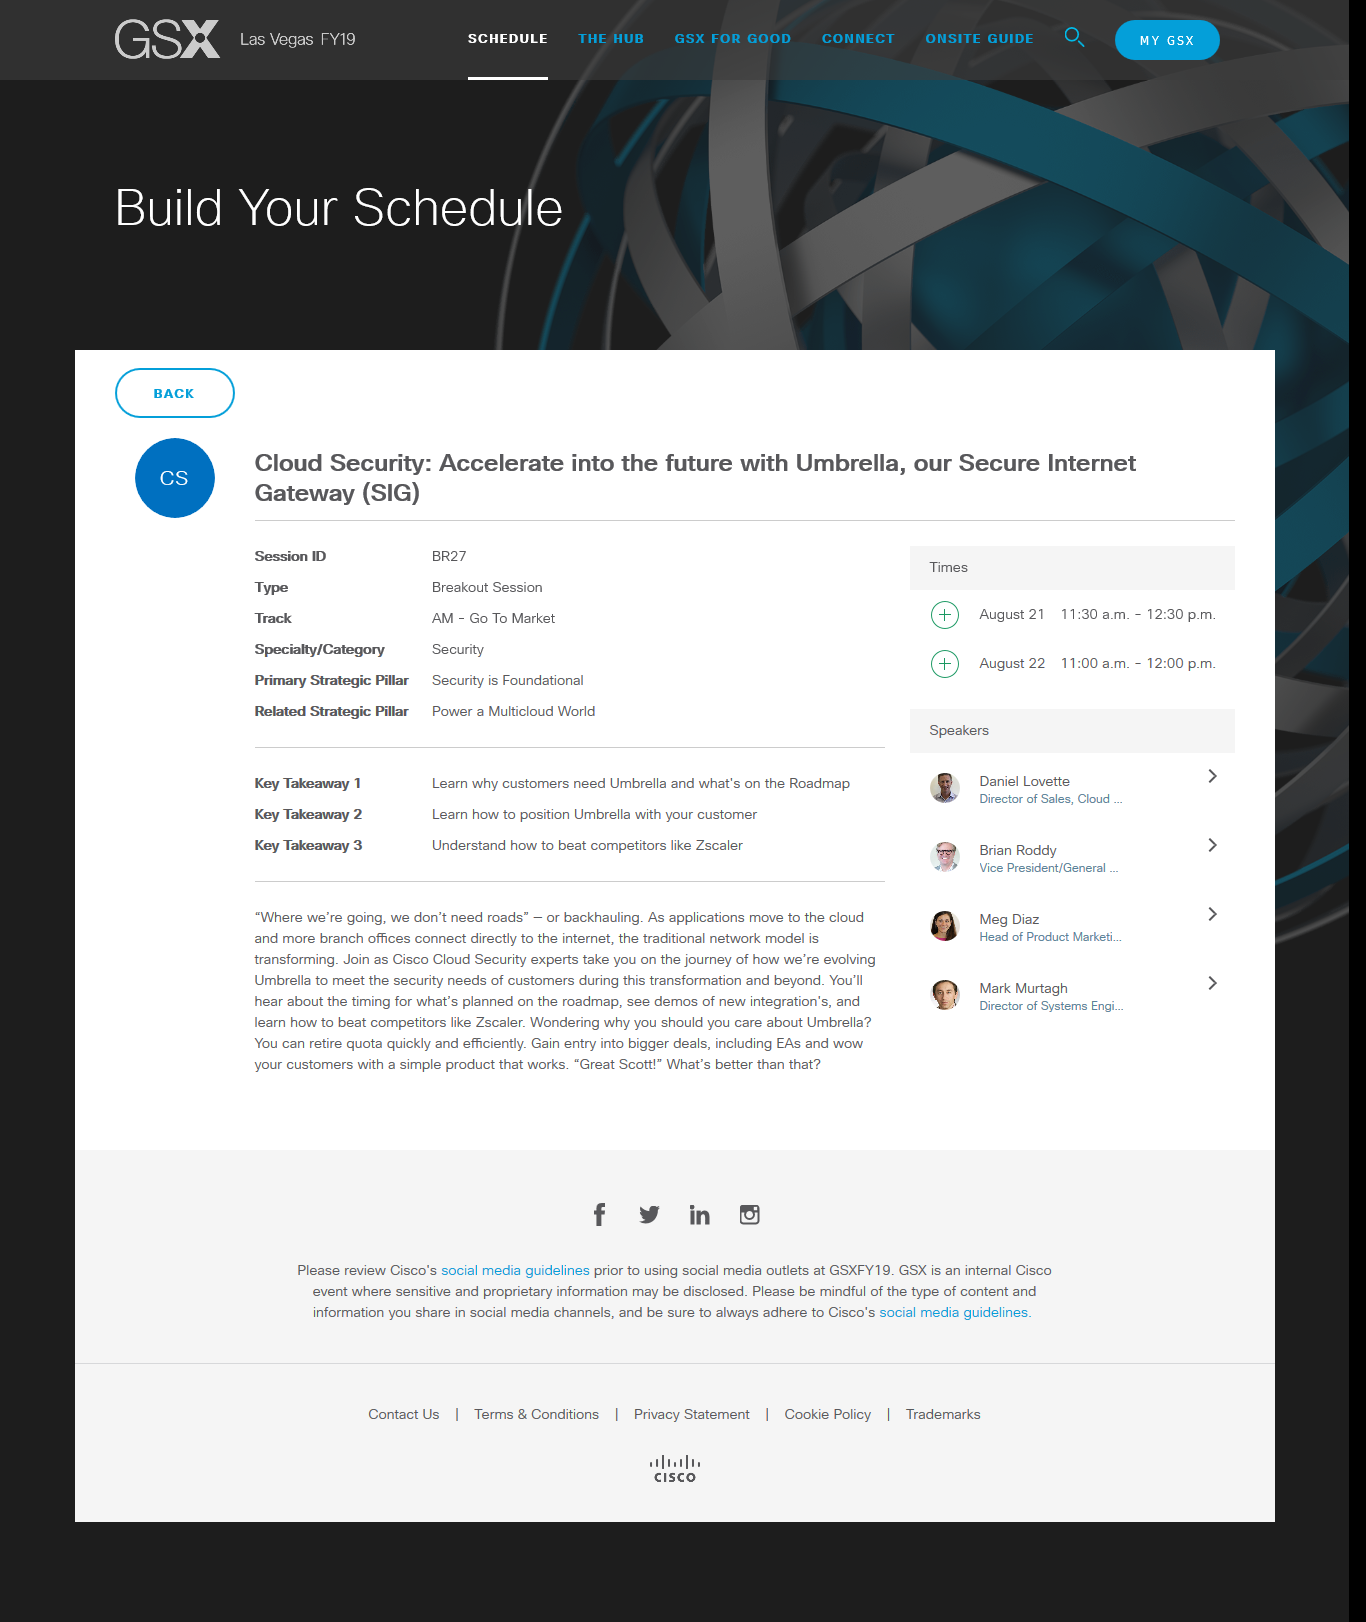 GSX Las Vegas FY19
SCHEDULE THE HUB GSX FOR GOOD CONNECT ONSITE GUIDE MY GSX
Build Your Schedule
BACK
CS
Cloud Security: Accelerate into the future with Umbrella, our Secure Internet
Gateway (SIG)
Session ID BR27
Type Breakout Session
Track AM - Go To Market
Specialty/Category Security
Primary Strategic Pillar Security is Foundational
Related Strategic Pillar Power a Multicloud World
Key Takeaway 1 Learn why customers need Umbrella and what's on the Roadmap
Key Takeaway 2 Learn how to position Umbrella with your customer
Key Takeaway 3 Understand how to beat competitors like Zscaler
“Where we’re going, we don’t need roads” – or backhauling. As applications move to the cloud
and more branch offices connect directly to the internet, the traditional network model is
transforming. Join as Cisco Cloud Security experts take you on the journey of how we’re evolving
Umbrella to meet the security needs of customers during this transformation and beyond. You’ll
hear about the timing for what’s planned on the roadmap, see demos of new integration's, and
learn how to beat competitors like Zscaler. Wondering why you should you care about Umbrella?
You can retire quota quickly and efficiently. Gain entry into bigger deals, including EAs and wow
your customers with a simple product that works. “Great Scott!” What’s better than that?
Times
August 21 11:30 a.m. - 12:30 p.m.
August 22 11:00 a.m. - 12:00 p.m.
Speakers
Daniel Lovette
Director of Sales, Cloud ...
Brian Roddy
Vice President/General ...
Meg Diaz
Head of Product Marketi...
Mark Murtagh
Director of Systems Engi...
Please review Cisco's social media guidelines prior to using social media outlets at GSXFY19. GSX is an internal Cisco
event where sensitive and proprietary information may be disclosed. Please be mindful of the type of content and
information you share in social media channels, and be sure to always adhere to Cisco's social media guidelines.
Contact Us | Terms & Conditions | Privacy Statement | Cookie Policy | Trademarks
CISCO